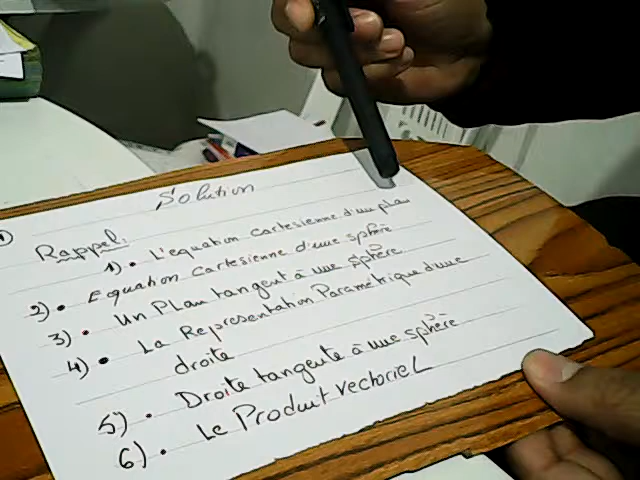 Solution
1
Rappel:
1) • L'equation Cartesienne d'un plan
2) • Equation Cartesienne d'une sphère
3) • Un Plan tangent à une sphère
4) • La Representation Parametrique d'une
droite
5) • Droite tangente à une sphère
6) • Le Produit vectoriel